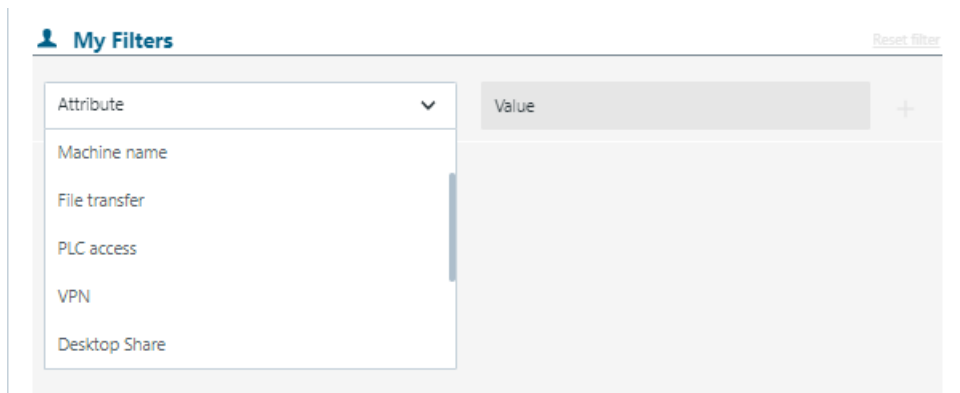 My Filters
Reset filter
Attribute
Value
Machine name
File transfer
PLC access
VPN
Desktop Share